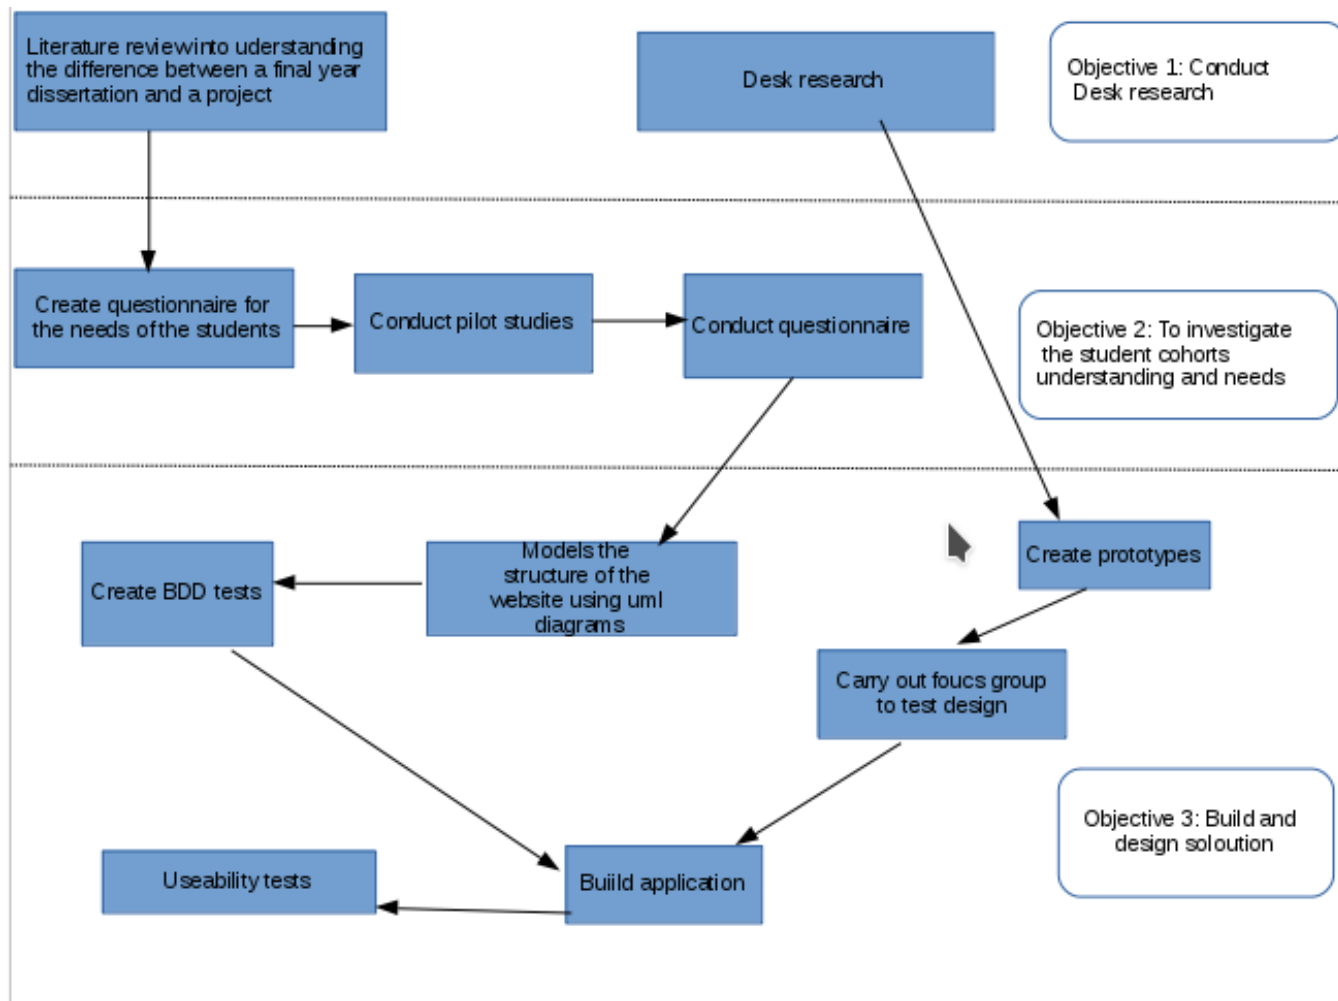 Literature reviewinto uderstanding
the difference between a final year
dissertation and a project
Desk research
Objective 1: Conduct
Desk research
Create questionnaire for
the needs of the students
Conduct pilot studies
Conduct questionnaire
Objective 2: To investigate
the student cohorts
understanding and needs
Create BDD tests
Models the
structure of the
website using uml
diagrams
Create prototypes
Carry out foucs group
to test design
Objective 3: Build and
design soloution
Useability tests
Buiild application